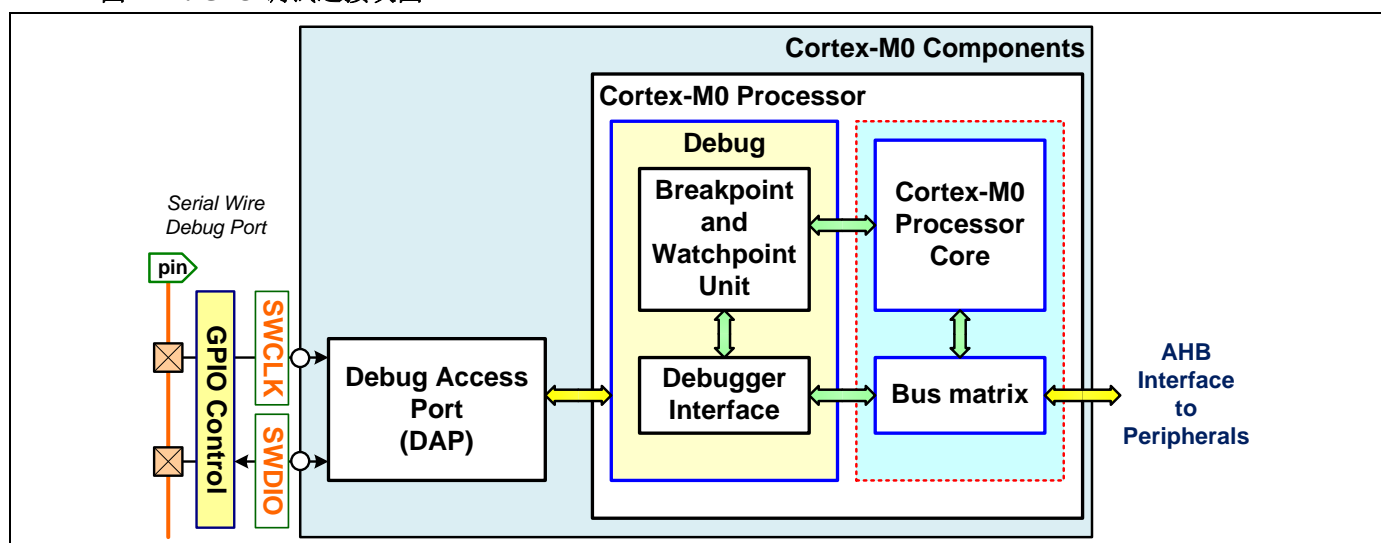 Cortex-M0 Components
Cortex-M0 Processor
Debug
Breakpoint
and
Watchpoint
Unit
Cortex-M0
Processor
Core
Serial Wire
Debug Port
pin
GPIO Control
SWCLK
SWDIO
Debug Access
Port
(DAP)
Debugger
Interface
Bus matrix
AHB
Interface
to
Peripherals